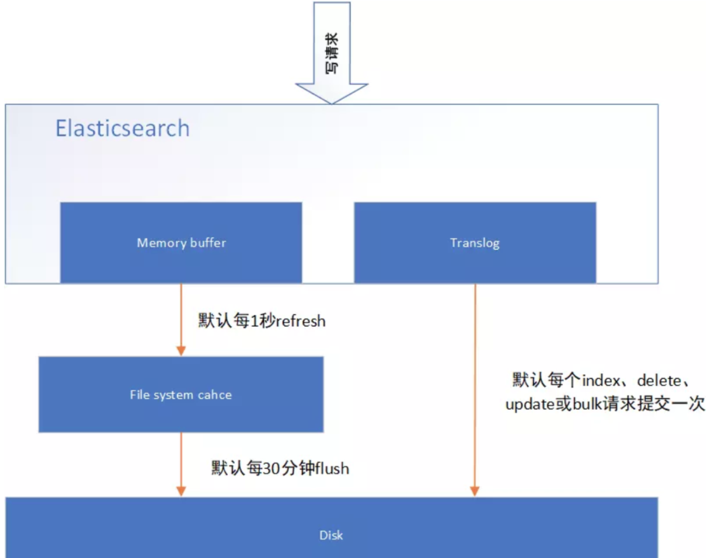 写请求
Elasticsearch
Memory buffer
Translog
默认每1秒refresh
File system cahce
默认每个index、delete、
update或bulk请求提交一次
默认每30分钟flush
Disk